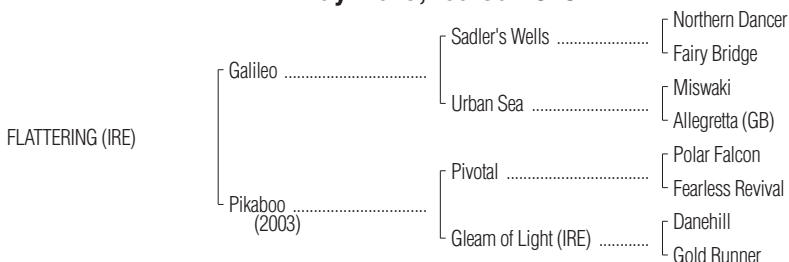 Northern Dancer
Sadler's Wells ......................
Fairy Bridge
Galileo ..................................
Miswaki
Urban Sea ............................
Allegretta (GB)
FLATTERING (IRE)
Polar Falcon
Pivotal ..................................
Fearless Revival
Pikaboo ................................
(2003)
Danehill
Gleam of Light (IRE) ............
Gold Runner